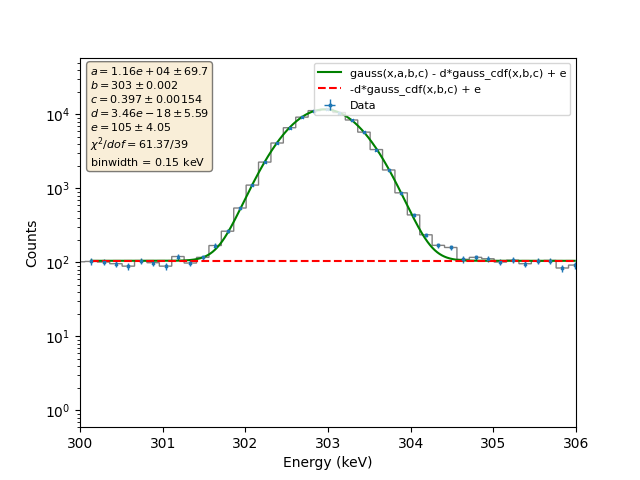 a = 1.16e + 04 ± 69.7
b = 303 ± 0.002
c = 0.397 ± 0.00154
d = 3.46e − 18 ± 5.59
e = 105 ± 4.05
χ²/dof = 61.37/39
binwidth = 0.15 keV
gauss(x,a,b,c) - d*gauss_cdf(x,b,c) + e
-d*gauss_cdf(x,b,c) + e
Data
10⁴
10³
10²
10¹
10⁰
Counts
300 301 302 303 304 305 306
Energy (keV)